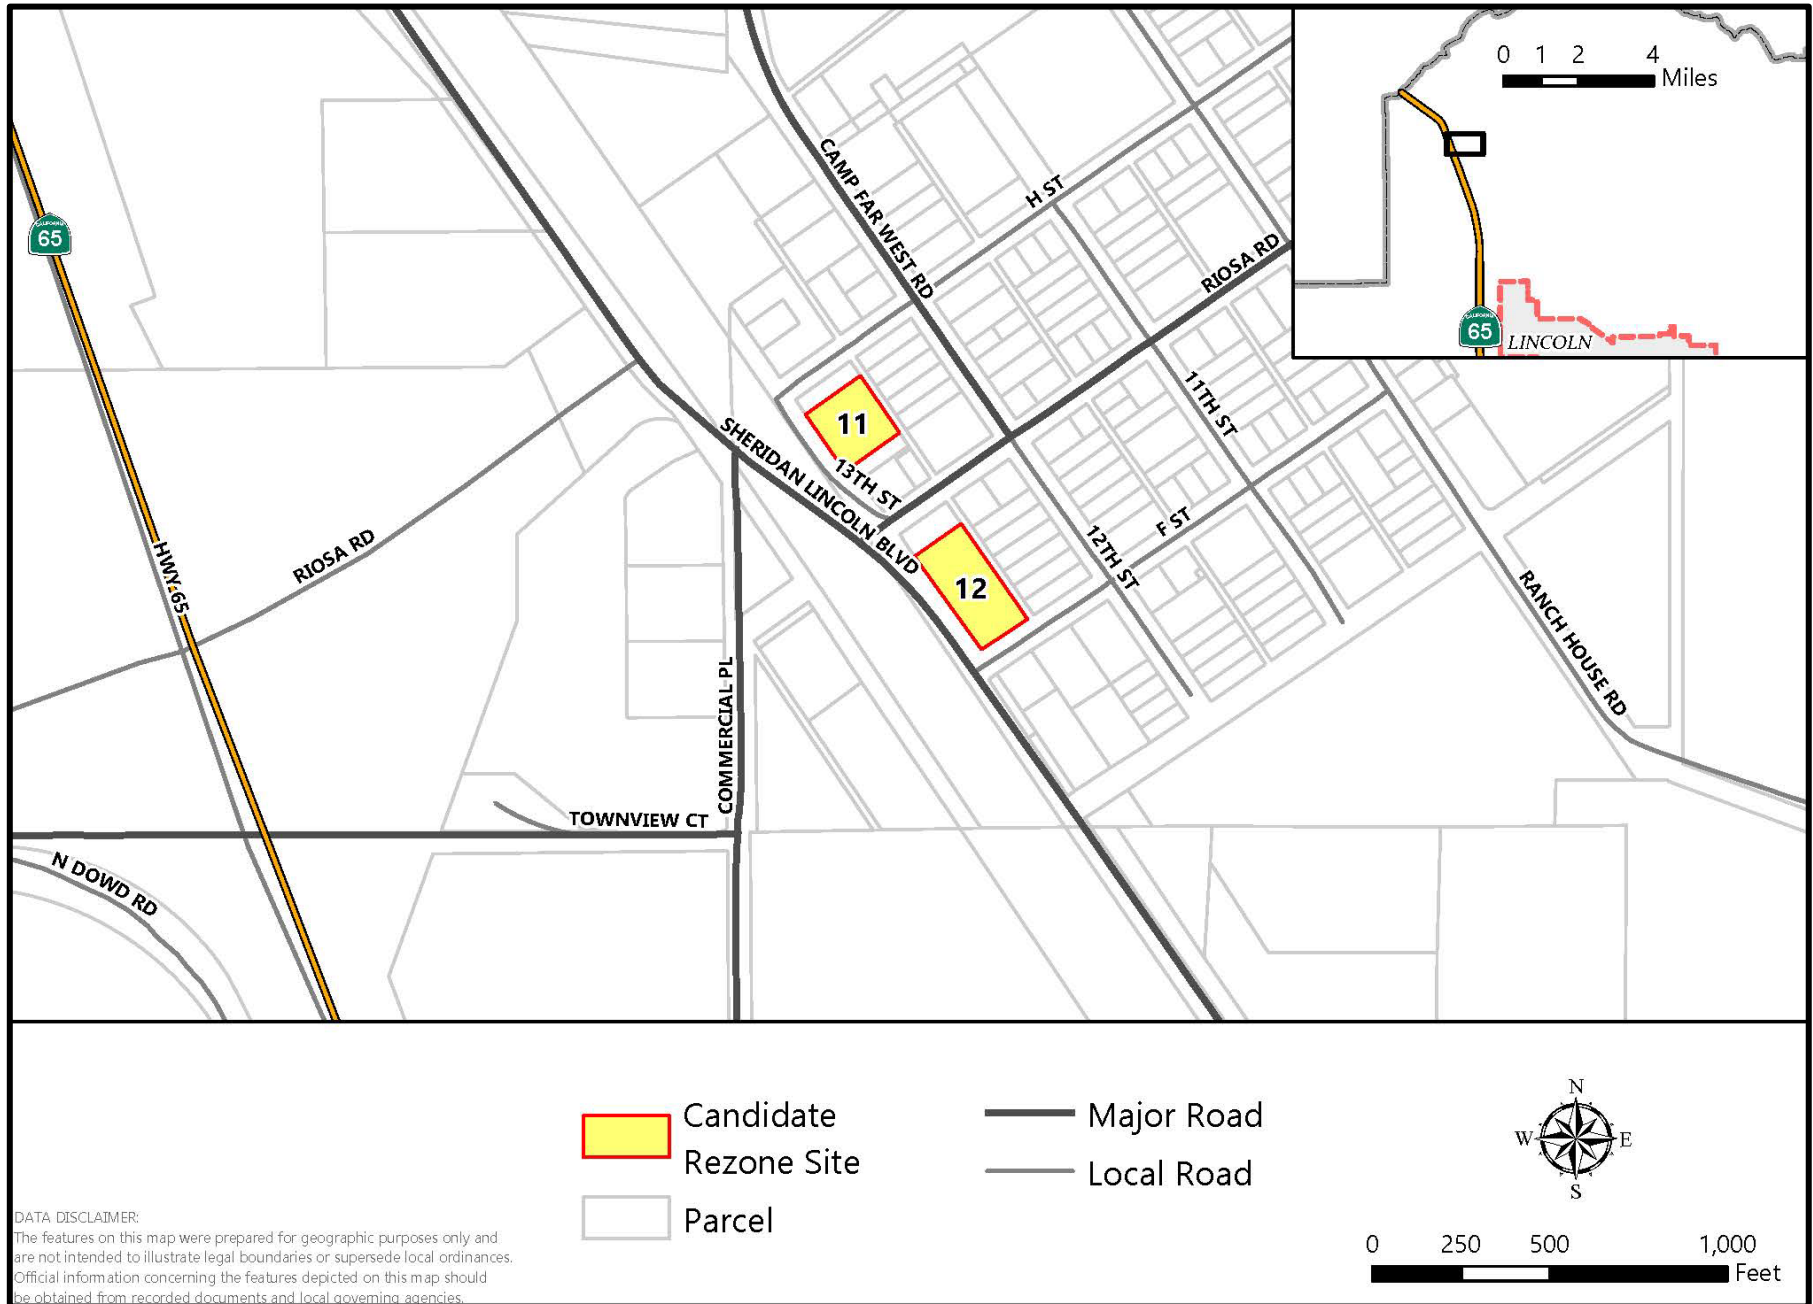 0 1 2 4
Miles
CALIFORNIA
65
LINCOLN
CALIFORNIA
65
CAMP FAR WEST RD
H ST
RIOSA RD
11TH ST
11
13TH ST
SHERIDAN LINCOLN BLVD
12
F ST
12TH ST
RIOSA RD
HWY 65
RANCH HOUSE RD
COMMERCIAL PL
TOWNVIEW CT
N DOWD RD
Candidate
Rezone Site
Parcel
Major Road
Local Road
N
W E
S
0 250 500 1,000
Feet
DATA DISCLAIMER:
The features on this map were prepared for geographic purposes only and
are not intended to illustrate legal boundaries or supersede local ordinances.
Official information concerning the features depicted on this map should
be obtained from recorded documents and local governing agencies.